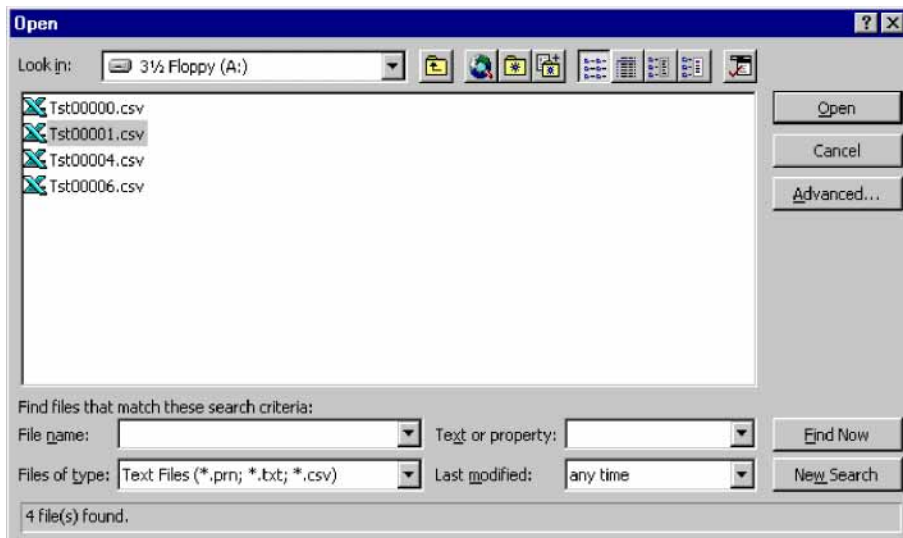 Open
Look in: 3½ Floppy (A:)
Tst00000.csv
Tst00001.csv
Tst00004.csv
Tst00006.csv
Open
Cancel
Advanced...
Find files that match these search criteria:
File name: Text or property: Find Now
Files of type: Text Files (*.prn; *.txt; *.csv) Last modified: any time New Search
4 file(s) found.